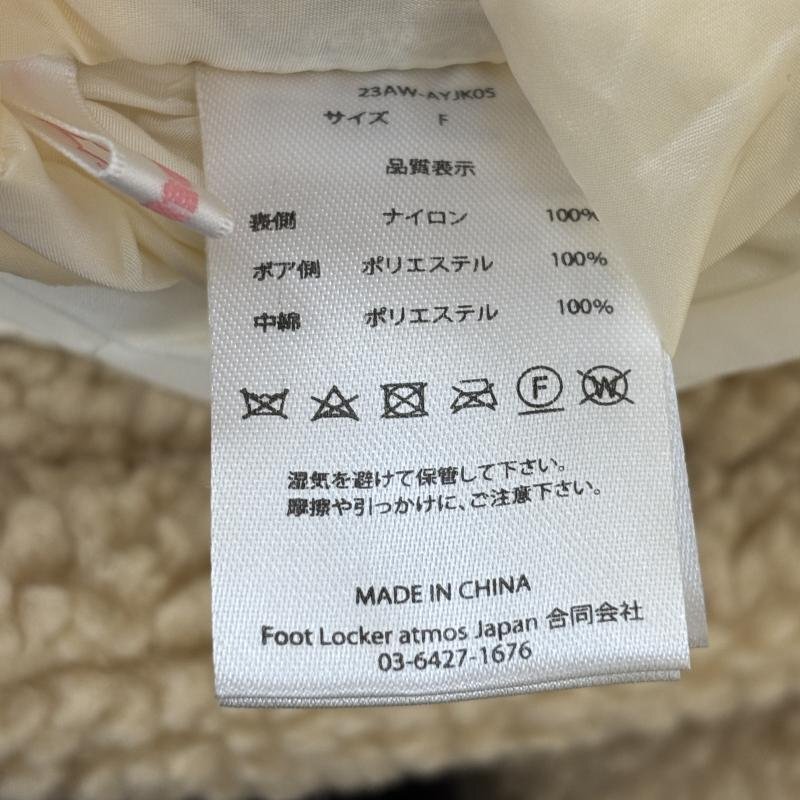 23AW-AYJK05
サイズ F
品質表示
表側 ナイロン 100%
ボア側 ポリエステル 100%
中綿 ポリエステル 100%
F W
湿気を避けて保管して下さい。
摩擦や引っかけに、ご注意下さい。
MADE IN CHINA
Foot Locker atmos Japan 合同会社
03-6427-1676